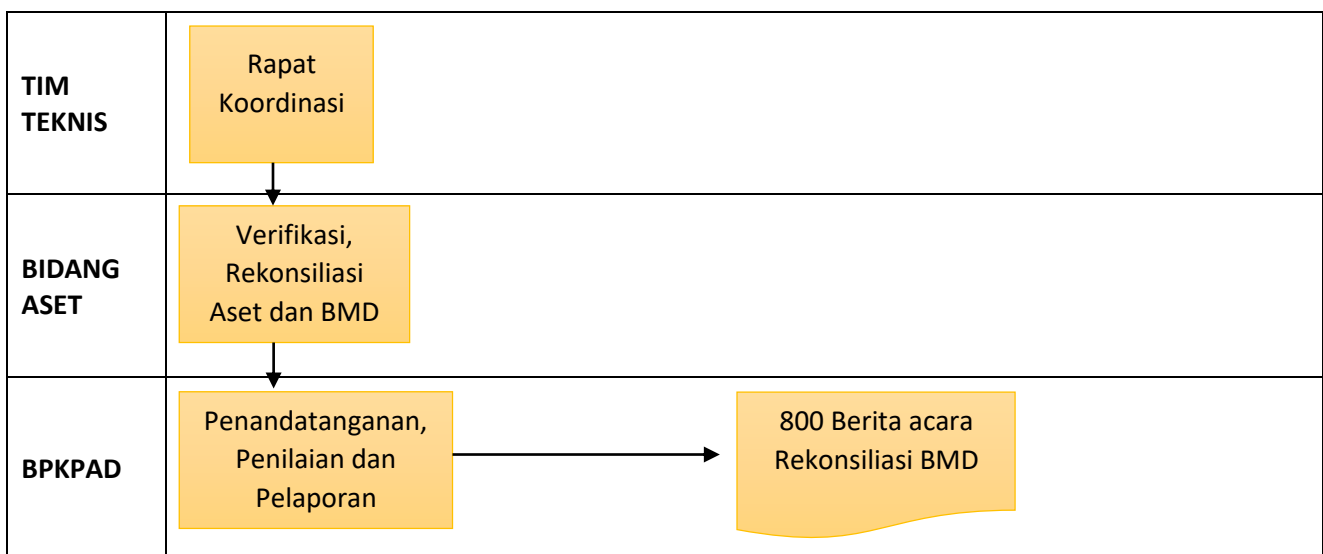 TIM
TEKNIS
Rapat
Koordinasi
BIDANG
ASET
Verifikasi,
Rekonsiliasi
Aset dan BMD
BPKPAD
Penandatanganan,
Penilaian dan
Pelaporan
800 Berita acara
Rekonsiliasi BMD